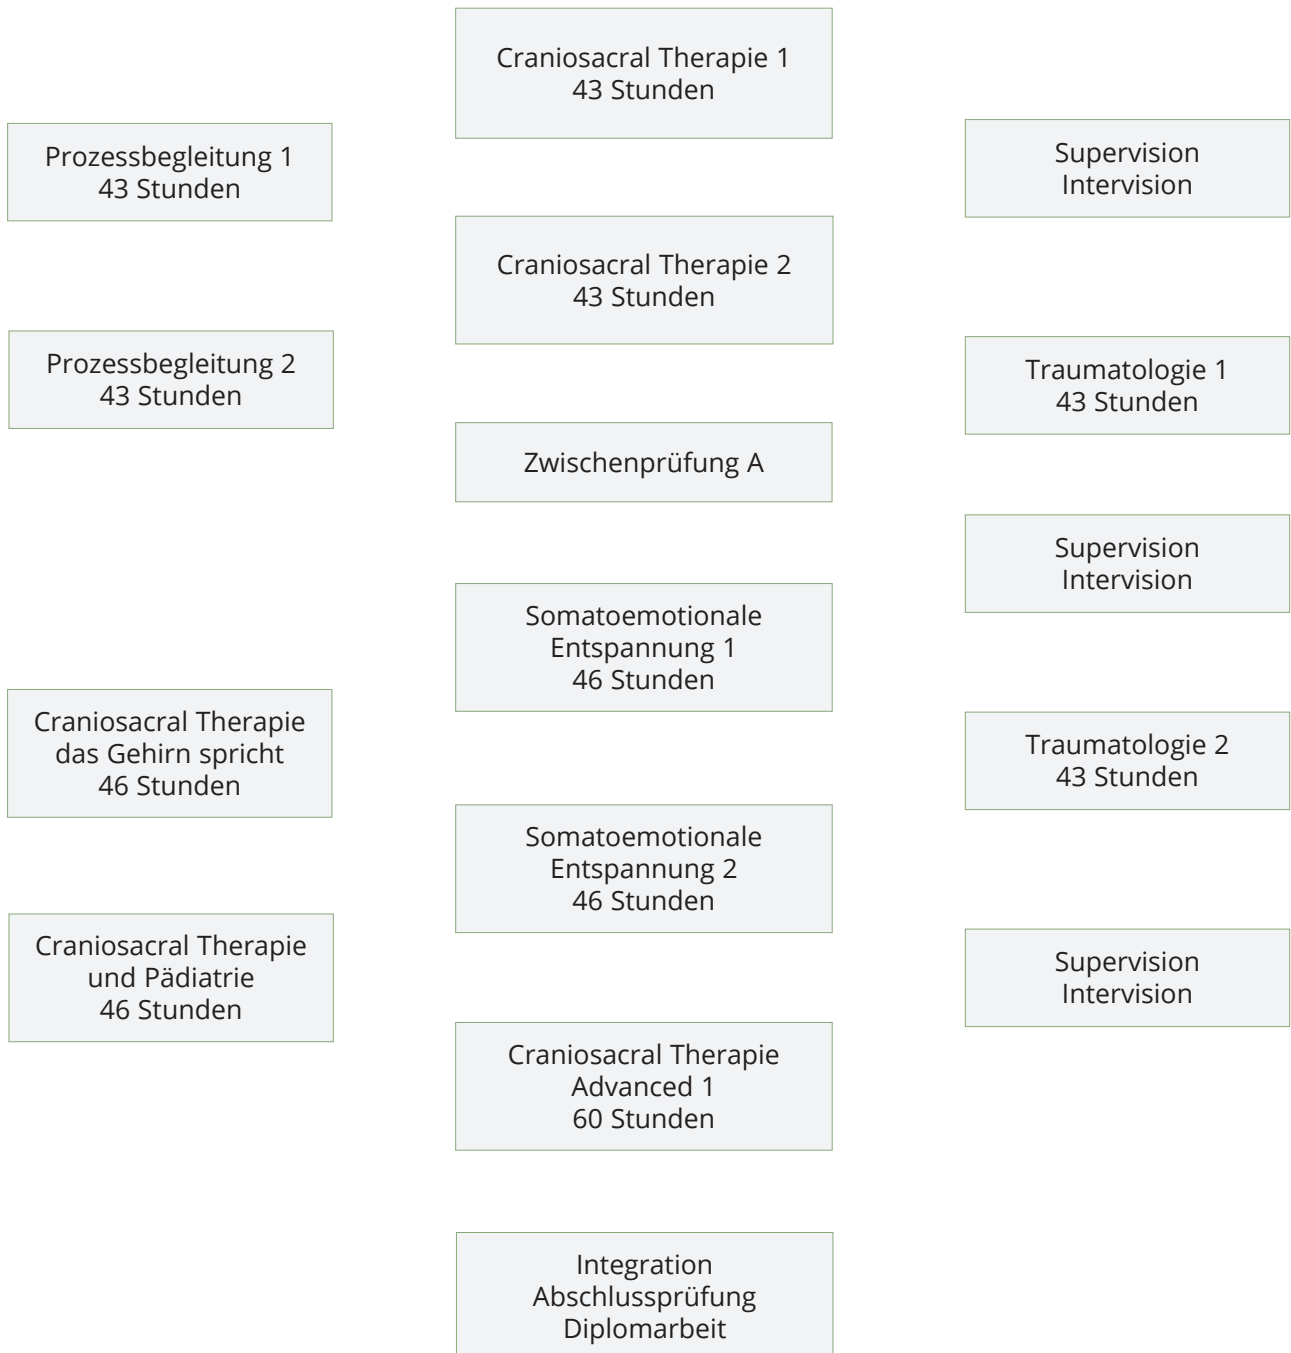 Craniosacral Therapie 1
43 Stunden
Prozessbegleitung 1
43 Stunden
Supervision
Intervision
Craniosacral Therapie 2
43 Stunden
Prozessbegleitung 2
43 Stunden
Traumatologie 1
43 Stunden
Zwischenprüfung A
Supervision
Intervision
Somatoemotionale
Entspannung 1
46 Stunden
Craniosacral Therapie
das Gehirn spricht
46 Stunden
Traumatologie 2
43 Stunden
Somatoemotionale
Entspannung 2
46 Stunden
Craniosacral Therapie
und Pädiatrie
46 Stunden
Supervision
Intervision
Craniosacral Therapie
Advanced 1
60 Stunden
Integration
Abschlussprüfung
Diplomarbeit